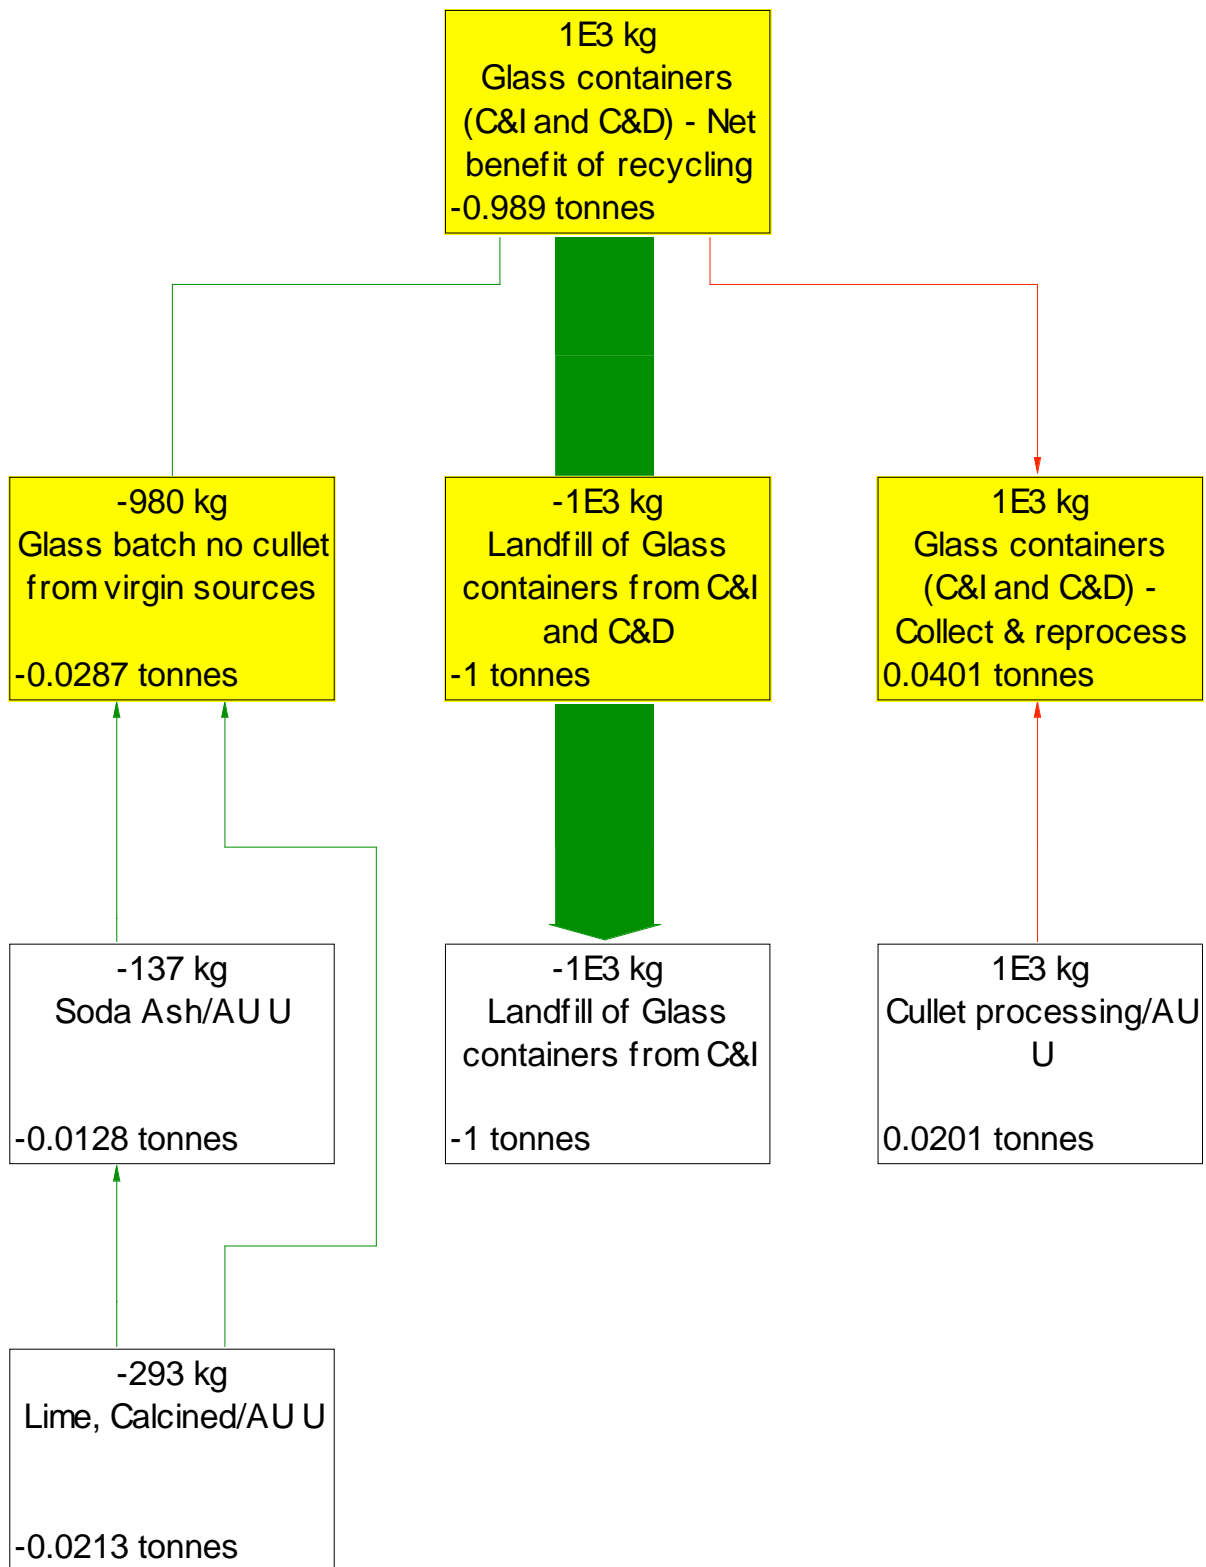 1E3 kg
Glass containers
(C&I and C&D) - Net
benefit of recycling
-0.989 tonnes
-980 kg
Glass batch no cullet
from virgin sources
-0.0287 tonnes
-1E3 kg
Landfill of Glass
containers from C&I
and C&D
-1 tonnes
1E3 kg
Glass containers
(C&I and C&D) -
Collect & reprocess
0.0401 tonnes
-137 kg
Soda Ash/AU U
-0.0128 tonnes
-1E3 kg
Landfill of Glass
containers from C&I
-1 tonnes
1E3 kg
Cullet processing/AU
U
0.0201 tonnes
-293 kg
Lime, Calcined/AU U
-0.0213 tonnes